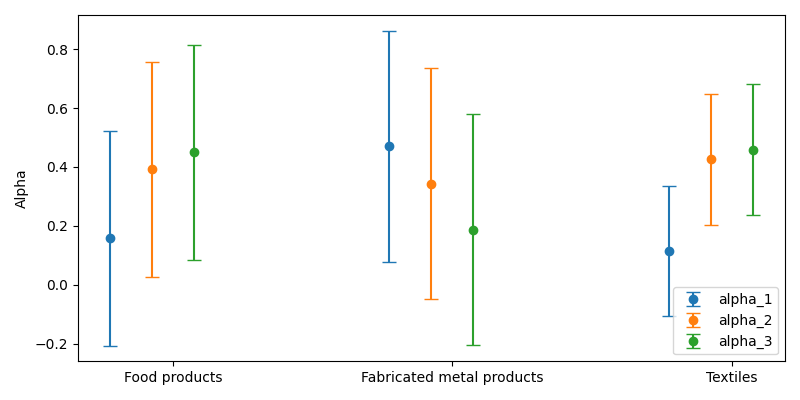 Alpha
0.8
0.6
0.4
0.2
0.0
−0.2
alpha_1
alpha_2
alpha_3
Food products
Fabricated metal products
Textiles